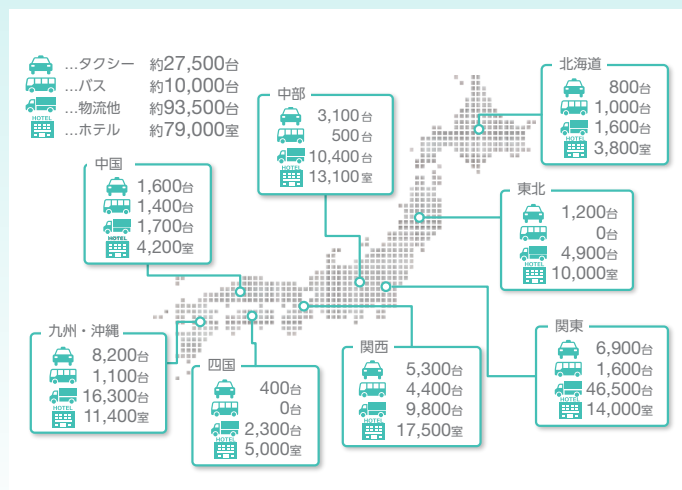 …タクシー 約27,500台
…バス 約10,000台
…物流他 約93,500台
HOTEL …ホテル 約79,000室
北海道
800台
1,000台
1,600台
HOTEL 3,800室
中部
3,100台
500台
10,400台
HOTEL 13,100室
中国
1,600台
1,400台
1,700台
HOTEL 4,200室
東北
1,200台
0台
4,900台
HOTEL 10,000室
九州・沖縄
8,200台
1,100台
16,300台
HOTEL 11,400室
四国
400台
0台
2,300台
HOTEL 5,000室
関西
5,300台
4,400台
9,800台
HOTEL 17,500室
関東
6,900台
1,600台
46,500台
HOTEL 14,000室